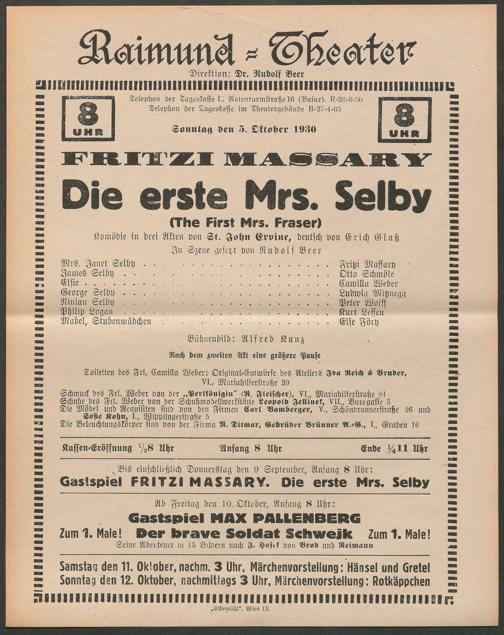 Raimund-Theater
Direktion: Dr. Rudolf Beer
8 UHR
Telephon der Tageskasse I., Rotenturmstraße 16 (Basar), R-26-0-50
Telephon der Tageskasse im Theatergebäude B-27-4-65
8 UHR
Sonntag den 5. Oktober 1930
FRITZI MASSARY
Die erste Mrs. Selby
(The First Mrs. Fraser)
Komödie in drei Akten von St. John Ervine, deutsch von Erich Glaß
In Szene gesetzt von Rudolf Beer
Mrs. Janet Selby . . . . . . . . . . Fritzi Massary
James Selby . . . . . . . . . . Otto Schmöle
Elsie . . . . . . . . . . Camilla Weber
George Selby . . . . . . . . . . Ludwig
Ninian Selby . . . . . . . . . . Peter Wolff
Philip Logan . . . . . . . . . . Kurt Lessen
Mabel, Stubenmädchen . . . . . . . . . . Else Föry
Bühnenbild: Alfred Kunz
Nach dem zweiten Akt eine größere Pause
Toiletten des Frl. Camilla Weber: Original-Entwürfe des Ateliers Ida Reich & Bruder,
VI., Mariahilferstraße 39
Schmuck des Frl. Weber von der „Perlkönigin" (R. Fleischer), VI., Mariahilferstraße 81
Schuhe des Frl. Weber von der Schuhmodellwerkstätte Leopold Jellinek, VII., Burggasse 5
Die Möbel und Requisiten sind von den Firmen Carl Bamberger, V., Schönbrunnerstraße 26 und
Sofie Kohn, I., Wipplingerstraße 5
Die Beleuchtungskörper sind von der Firma R. Ditmar, Gebrüder Brünner A.-G., I., Graben 16
Kassen-Eröffnung ½8 Uhr Anfang 8 Uhr Ende ¼11 Uhr
Bis einschließlich Donnerstag den 9 September, Anfang 8 Uhr:
Gastspiel FRITZI MASSARY. Die erste Mrs. Selby
Ab Freitag den 10. Oktober, Anfang 8 Uhr:
Gastspiel MAX PALLENBERG
Zum 1. Male! Der brave Soldat Schwejk Zum 1. Male!
Seine Abenteuer in 15 Bildern nach J. Hašek von Brod und Reimann
Samstag den 11. Oktober, nachm. 3 Uhr, Märchenvorstellung: Hänsel und Gretel
Sonntag den 12. Oktober, nachmittags 3 Uhr, Märchenvorstellung: Rotkäppchen
„Elbemühl", Wien IX.